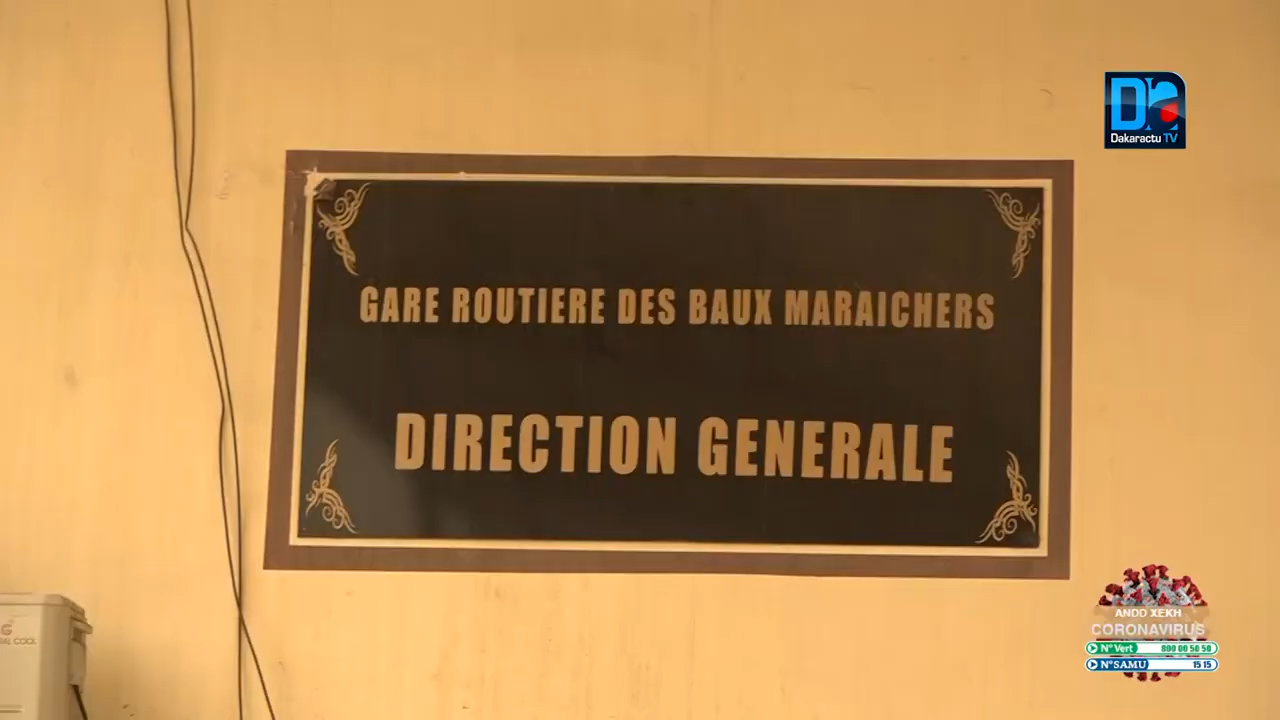 Dakaractu TV
GARE ROUTIERE DES BAUX MARAICHERS
DIRECTION GENERALE
ANDD XEKH
CORONAVIRUS
N° Vert 800 00 50 50
N° SAMU 15 15